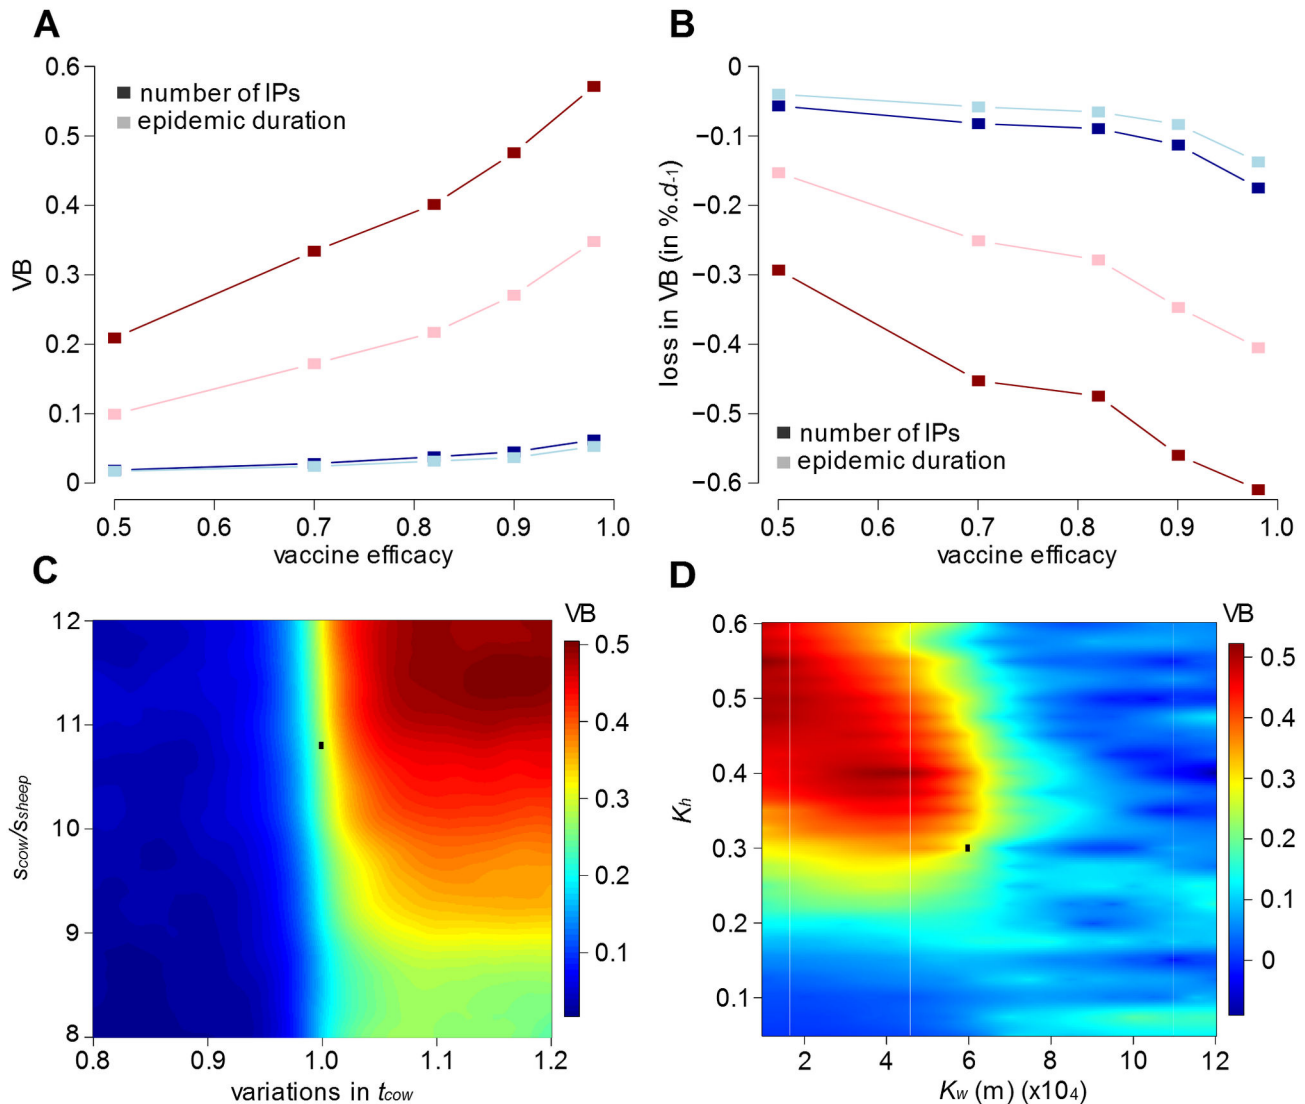 A
VB
0.6
0.5
0.4
0.3
0.2
0.1
0
number of IPs
epidemic duration
0.5 0.6 0.7 0.8 0.9 1.0
vaccine efficacy
B
loss in VB (in %.d-1)
0
−0.1
−0.2
−0.3
−0.4
−0.5
−0.6
number of IPs
epidemic duration
0.5 0.6 0.7 0.8 0.9 1.0
vaccine efficacy
C
scow/ssheep
12
11
10
9
8
0.8 0.9 1.0 1.1 1.2
variations in tcow
VB
0.5
0.4
0.3
0.2
0.1
D
Kh
0.6
0.5
0.4
0.3
0.2
0.1
2 4 6 8 10 12
Kw (m) (x104)
VB
0.5
0.4
0.3
0.2
0.1
0